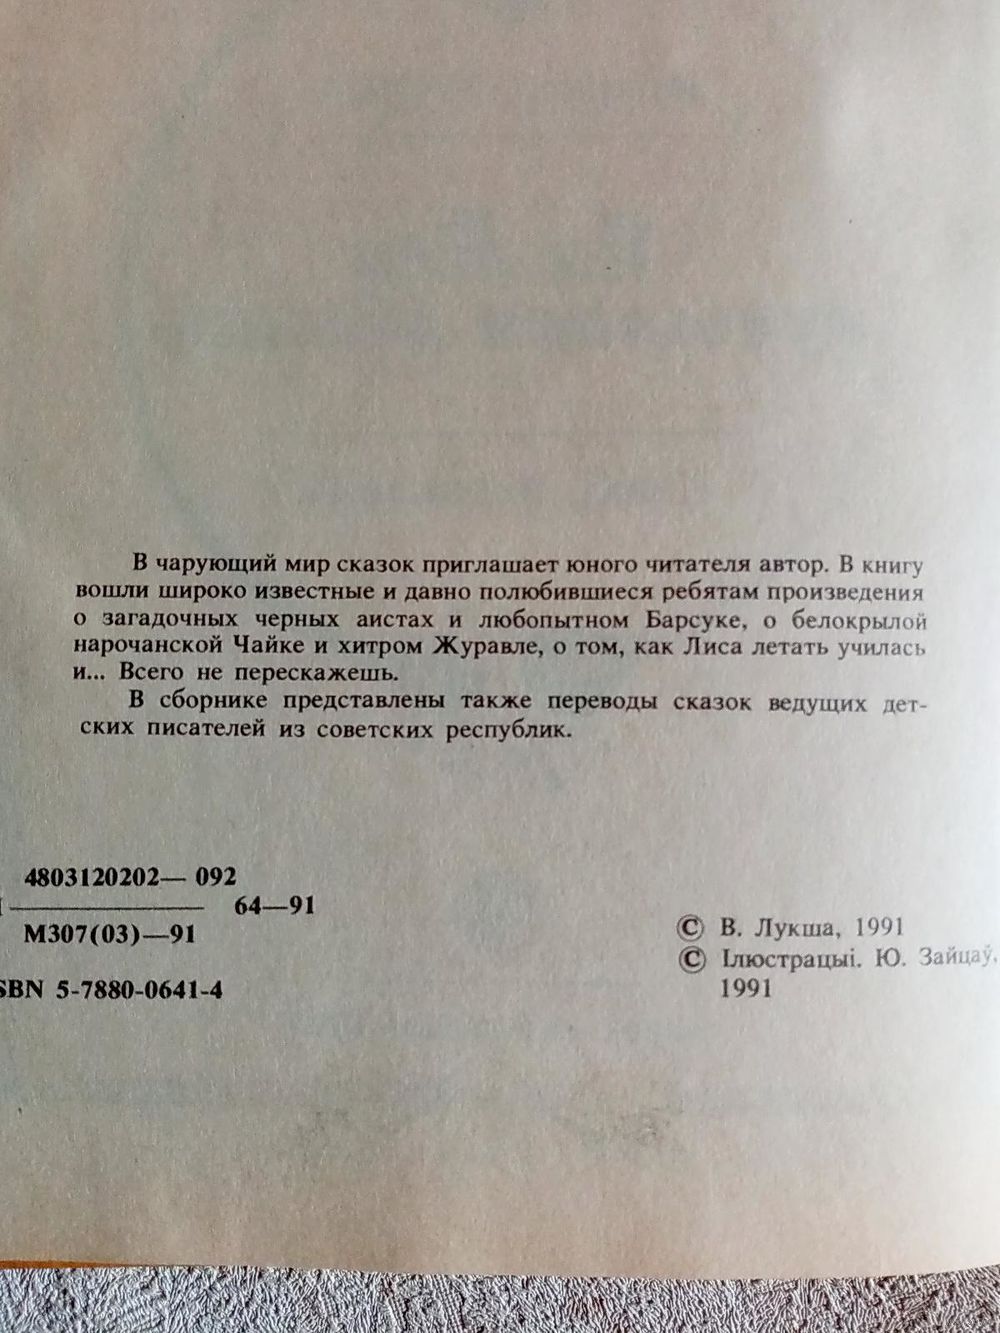 В чарующий мир сказок приглашает юного читателя автор. В книгу
вошли широко известные и давно полюбившиеся ребятам произведения
о загадочных черных аистах и любопытном Барсуке, о белокрылой
нарочанской Чайке и хитром Журавле, о том, как Лиса летать училась
и... Всего не перескажешь.
В сборнике представлены также переводы сказок ведущих дет-
ских писателей из советских республик.
4803120202— 092
64—91
М307(03)—91
SBN 5-7880-0641-4
© В. Лукша, 1991
© Ілюстрацыі. Ю. Зайцаў,
1991